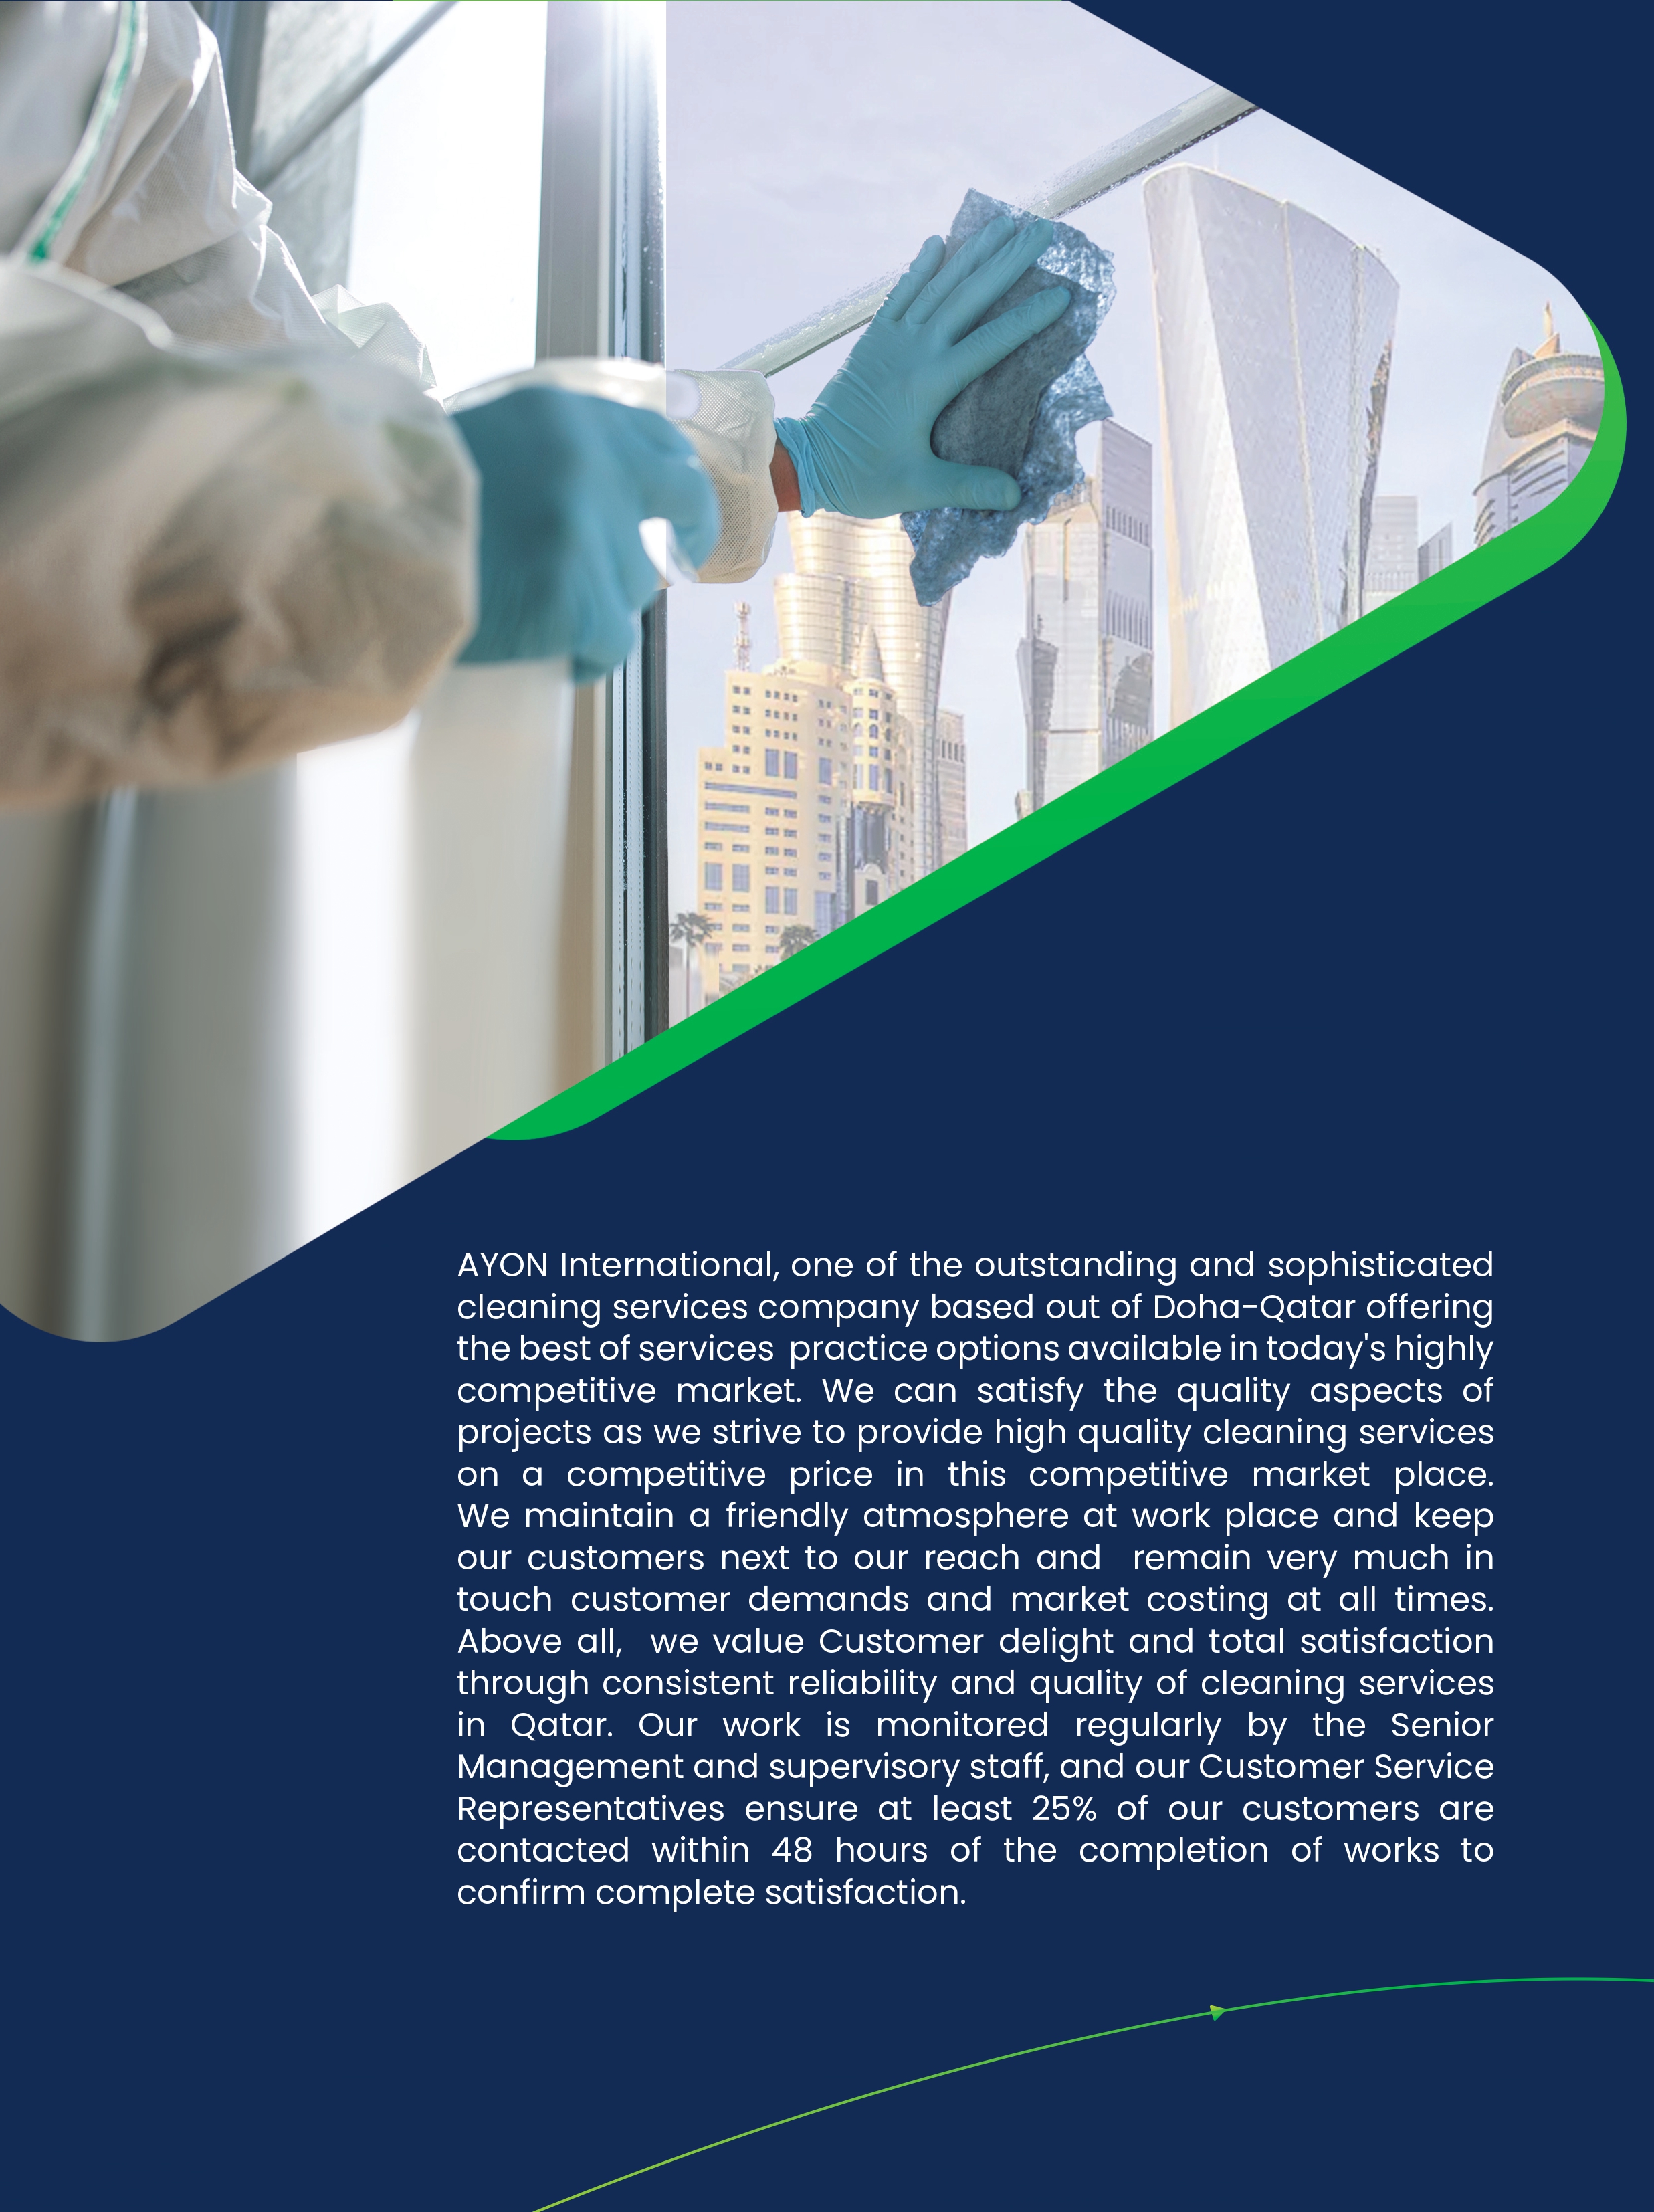 AYON International, one of the outstanding and sophisticated
cleaning services company based out of Doha-Qatar offering
the best of services  practice options available in today's highly
competitive market. We can satisfy the quality aspects of
projects as we strive to provide high quality cleaning services
on a competitive price in this competitive market place.
We maintain a friendly atmosphere at work place and keep
our customers next to our reach and  remain very much in
touch customer demands and market costing at all times.
Above all,  we value Customer delight and total satisfaction
through consistent reliability and quality of cleaning services
in Qatar. Our work is monitored regularly by the Senior
Management and supervisory staff, and our Customer Service
Representatives ensure at least 25% of our customers are
contacted within 48 hours of the completion of works to
confirm complete satisfaction.